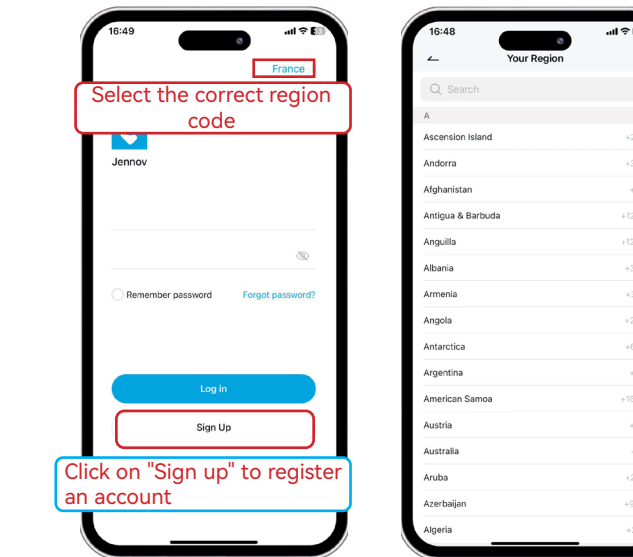 16:49
France
Select the correct region
code
Jennov
Remember password
Forgot password?
Log in
Sign Up
Click on "Sign up" to register
an account
16:48
Your Region
Search
A
Ascension Island
Andorra
Afghanistan
Antigua & Barbuda
Anguilla
Albania
Armenia
Angola
Antarctica
Argentina
American Samoa
Austria
Australia
Aruba
Azerbaijan
Algeria